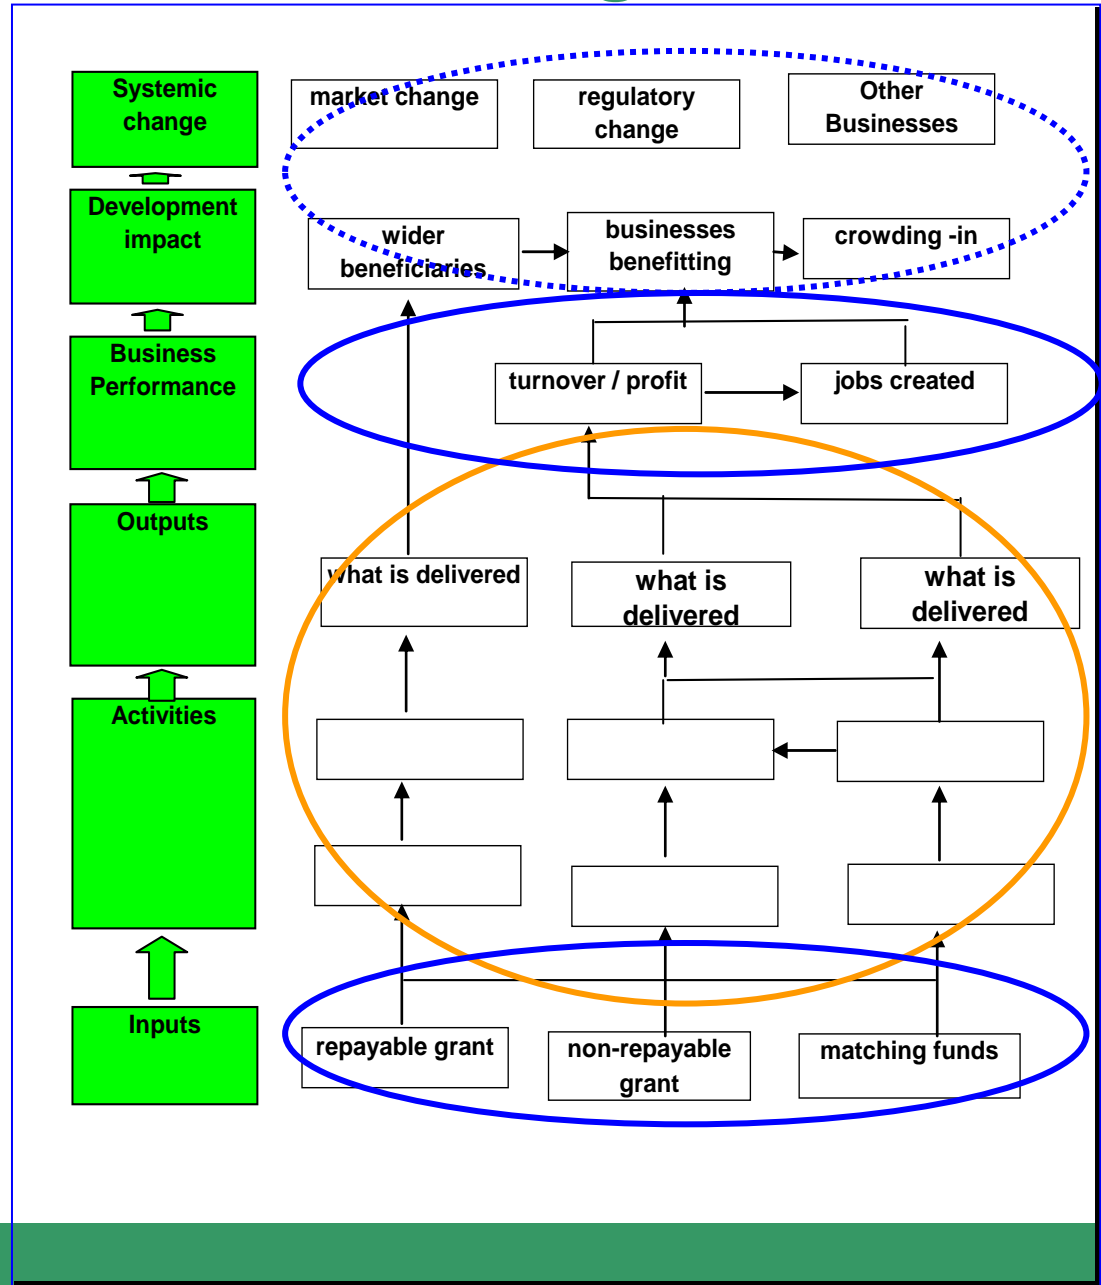 Systemic
change
market change
regulatory
change
Other
Businesses
Development
impact
wider
beneficiaries
businesses
benefitting
crowding -in
Business
Performance
turnover / profit
jobs created
Outputs
what is delivered
what is
delivered
what is
delivered
Activities
Inputs
repayable grant
non-repayable
grant
matching funds